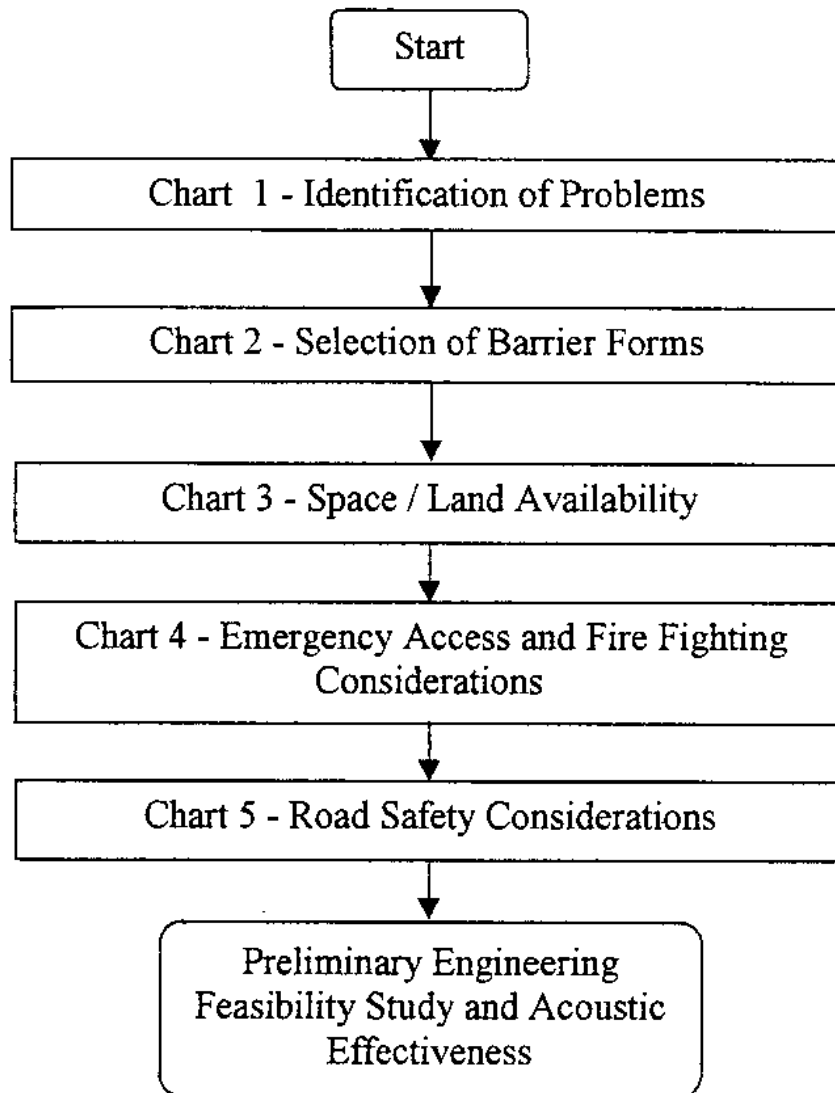 Start
Chart 1 - Identification of Problems
Chart 2 - Selection of Barrier Forms
Chart 3 - Space / Land Availability
Chart 4 - Emergency Access and Fire Fighting
Considerations
Chart 5 - Road Safety Considerations
Preliminary Engineering
Feasibility Study and Acoustic
Effectiveness